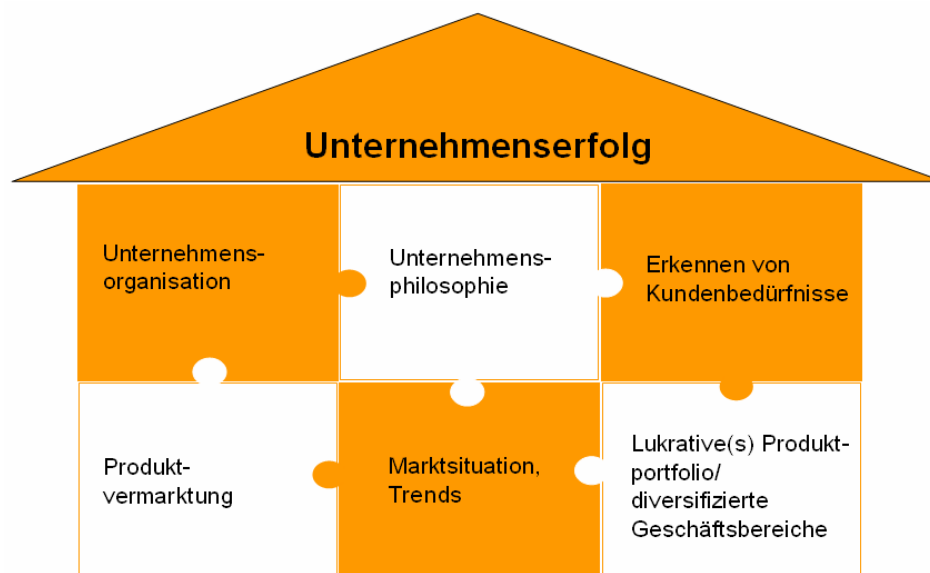 Unternehmenserfolg
Unternehmens-
organisation
Unternehmens-
philosophie
Erkennen von
Kundenbedürfnisse
Produkt-
vermarktung
Marktsituation,
Trends
Lukrative(s) Produkt-
portfolio/
diversifizierte
Geschäftsbereiche